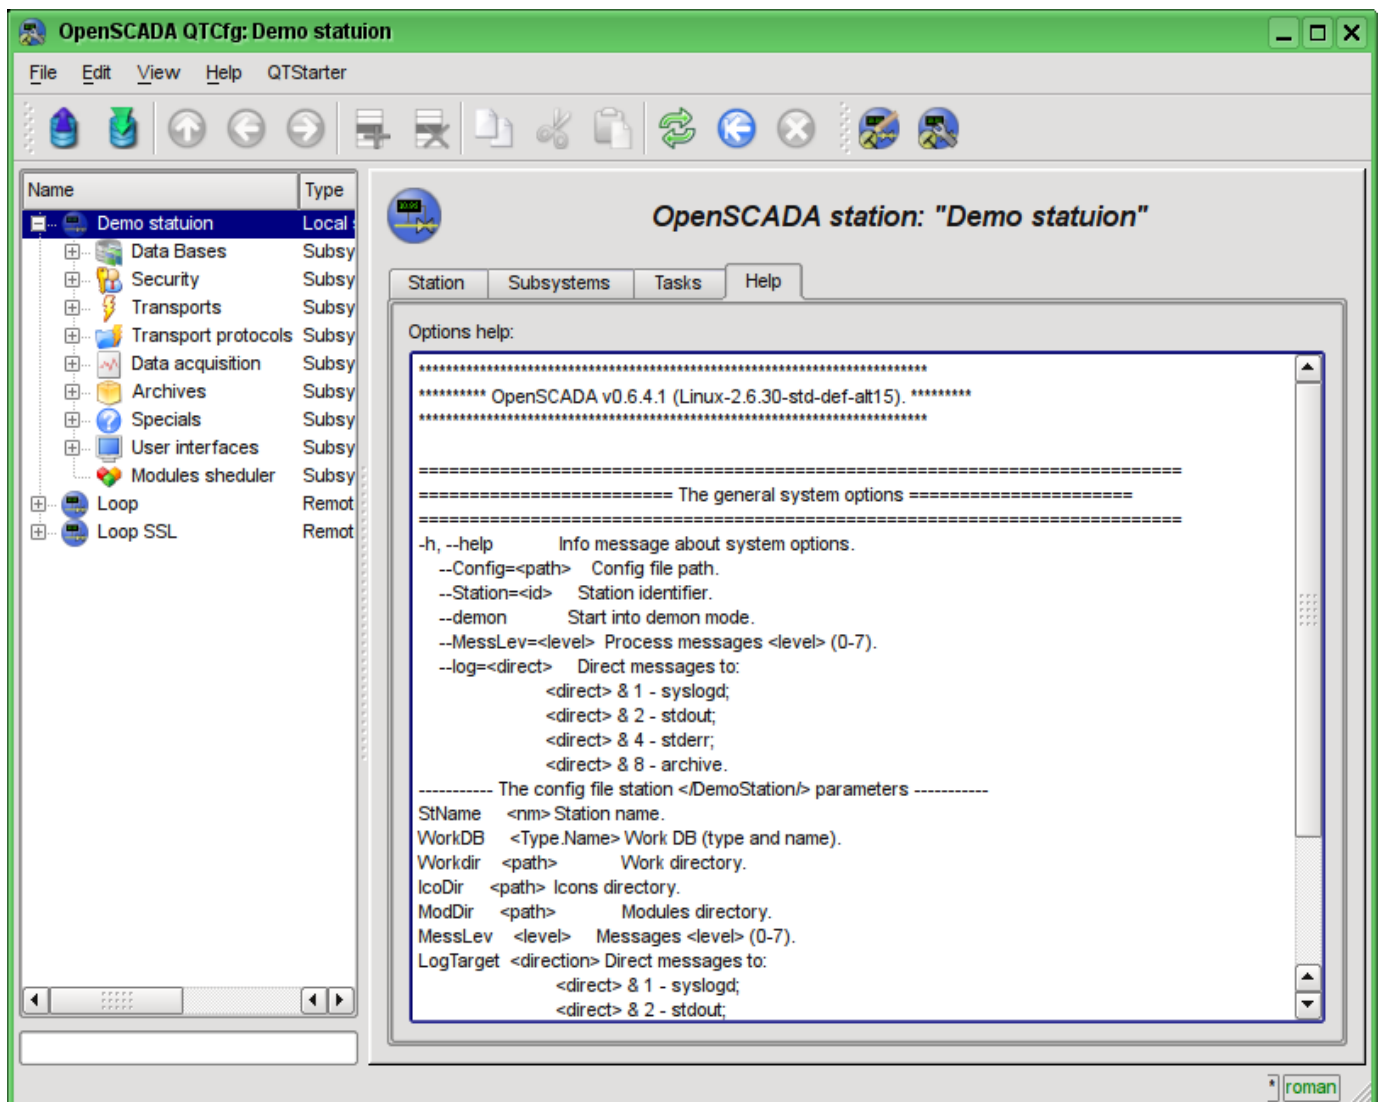 OpenSCADA QTCfg: Demo statuion
File Edit View Help QTStarter
Name Type
Demo statuion Local s
Data Bases Subsy
Security Subsy
Transports Subsy
Transport protocols Subsy
Data acquisition Subsy
Archives Subsy
Specials Subsy
User interfaces Subsy
Modules sheduler Subsy
Loop Remot
Loop SSL Remot
OpenSCADA station: "Demo statuion"
Station Subsystems Tasks Help
Options help:
***************************************************************************
********** OpenSCADA v0.6.4.1 (Linux-2.6.30-std-def-alt15). *********
***************************************************************************
===========================================================================
========================= The general system options ======================
===========================================================================
-h, --help Info message about system options.
--Config=<path> Config file path.
--Station=<id> Station identifier.
--demon Start into demon mode.
--MessLev=<level> Process messages <level> (0-7).
--log=<direct> Direct messages to:
<direct> & 1 - syslogd;
<direct> & 2 - stdout;
<direct> & 4 - stderr;
<direct> & 8 - archive.
----------- The config file station </DemoStation/> parameters -----------
StName <nm> Station name.
WorkDB <Type.Name> Work DB (type and name).
Workdir <path> Work directory.
IcoDir <path> Icons directory.
ModDir <path> Modules directory.
MessLev <level> Messages <level> (0-7).
LogTarget <direction> Direct messages to:
<direct> & 1 - syslogd;
<direct> & 2 - stdout;
* roman